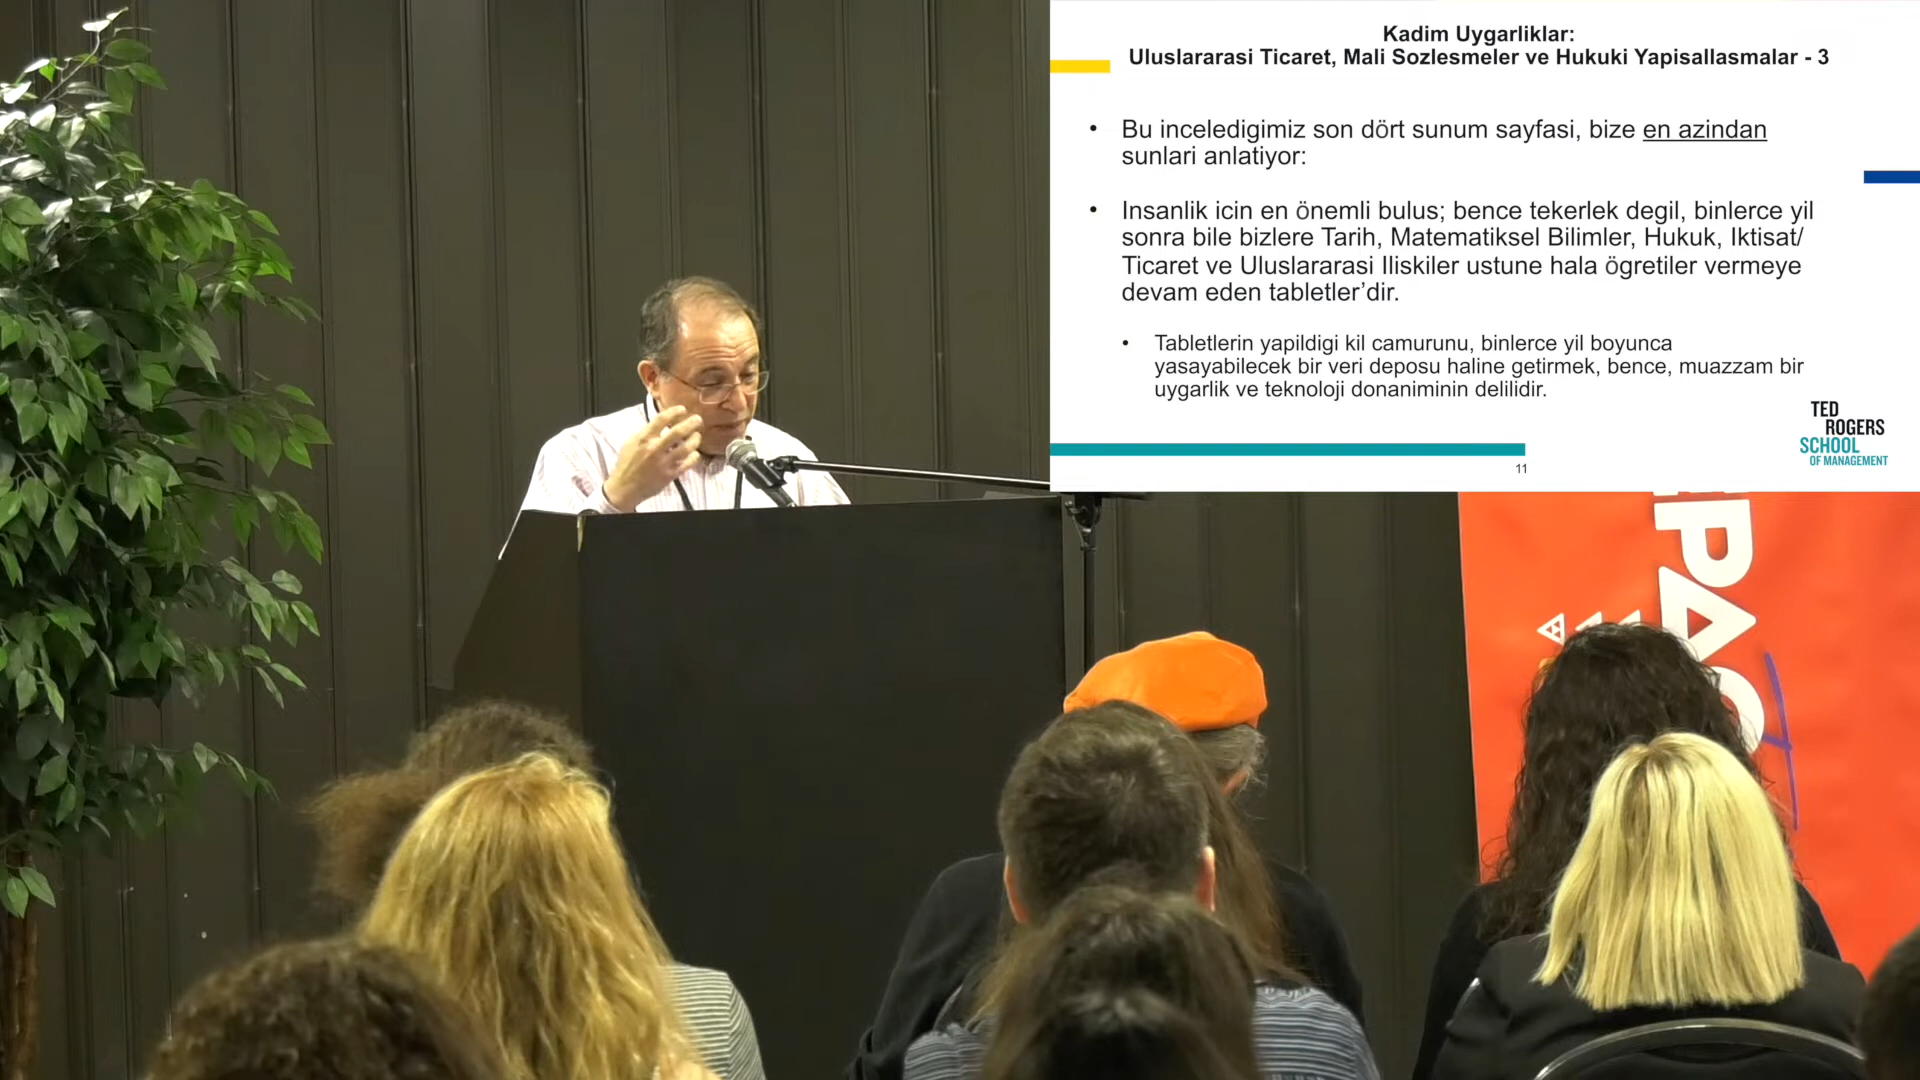 Kadim Uygarliklar:
Uluslararasi Ticaret, Mali Sozlesmeler ve Hukuki Yapisallasmalar - 3
• Bu inceledigimiz son dört sunum sayfasi, bize en azindan
sunlari anlatiyor:
• Insanlik icin en önemli bulus; bence tekerlek degil, binlerce yil
sonra bile bizlere Tarih, Matematiksel Bilimler, Hukuk, Iktisat/
Ticaret ve Uluslararasi Iliskiler ustune hala ögretiler vermeye
devam eden tabletler’dir.
• Tabletlerin yapildigi kil camurunu, binlerce yil boyunca
yasayabilecek bir veri deposu haline getirmek, bence, muazzam bir
uygarlik ve teknoloji donaniminin delilidir.
TED
ROGERS
SCHOOL
OF MANAGEMENT
11